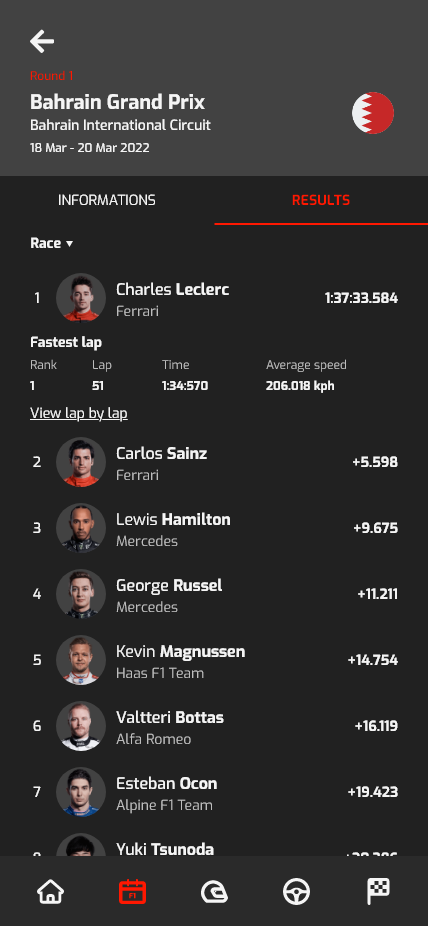 Round 1
Bahrain Grand Prix
Bahrain International Circuit
18 Mar - 20 Mar 2022
INFORMATIONS RESULTS
Race
1 Charles Leclerc 1:37:33.584
Ferrari
Fastest lap
Rank Lap Time Average speed
1 51 1:34:570 206.018 kph
View lap by lap
2 Carlos Sainz +5.598
Ferrari
3 Lewis Hamilton +9.675
Mercedes
4 George Russel +11.211
Mercedes
5 Kevin Magnussen +14.754
Haas F1 Team
6 Valtteri Bottas +16.119
Alfa Romeo
7 Esteban Ocon +19.423
Alpine F1 Team
Yuki Tsunoda
F1